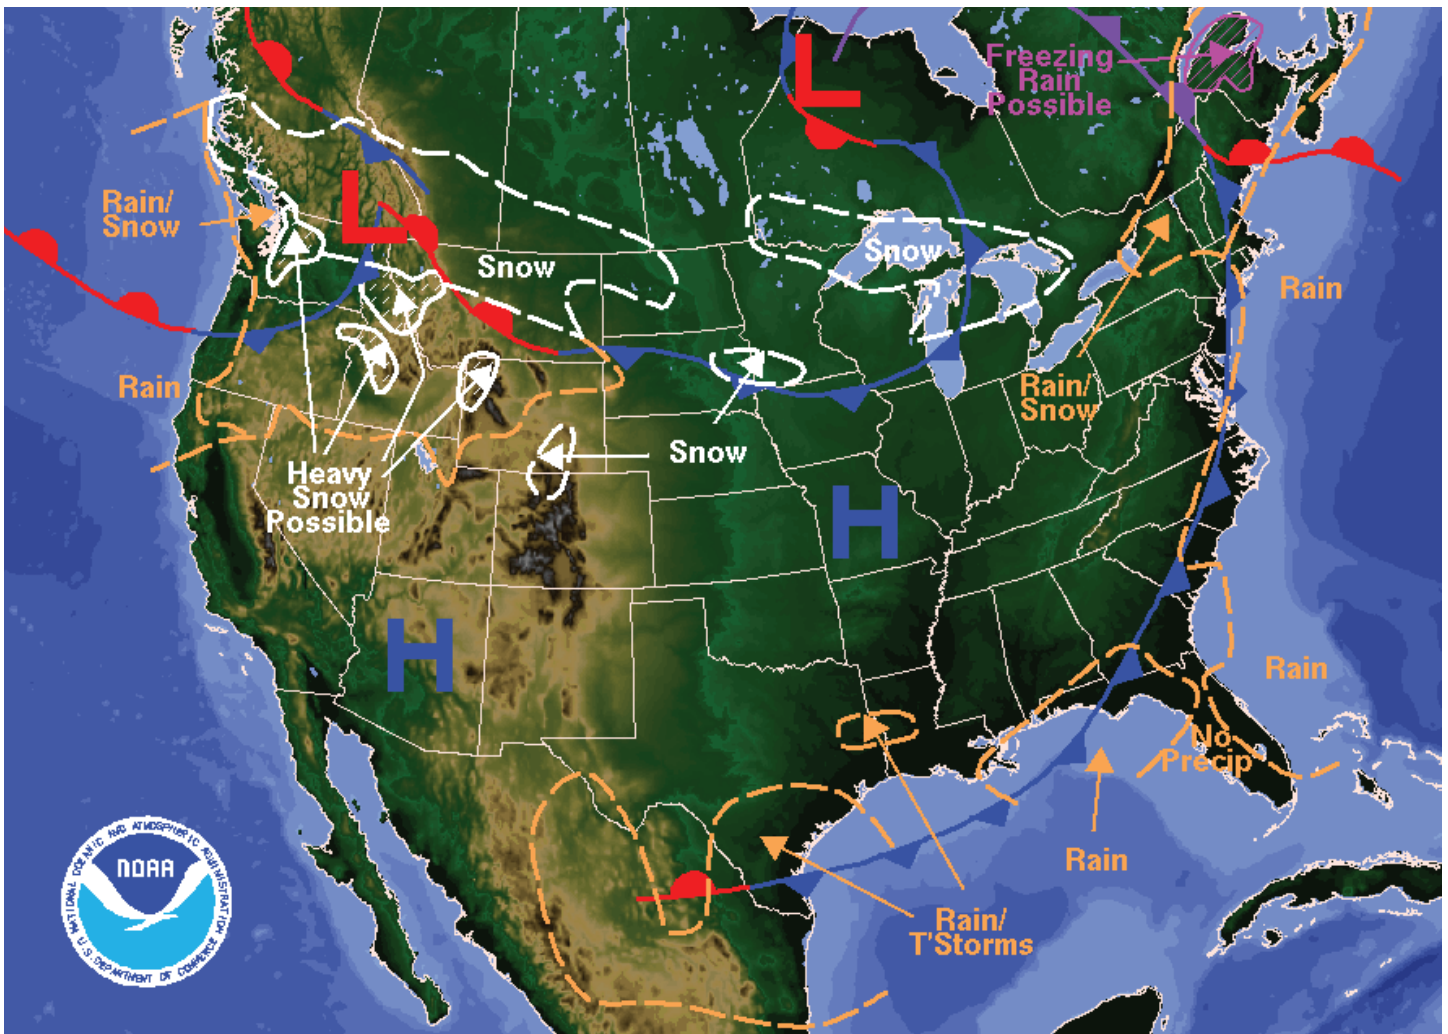 L
Freezing
Rain
Possible
Rain/
Snow
L
Snow
Snow
Rain
Rain
Rain/
Snow
Snow
Heavy
Snow
Possible
H
H
Rain
No
Precip
Rain
Rain/
T'Storms
NATIONAL OCEANIC AND ATMOSPHERIC ADMINISTRATION
NOAA
U.S. DEPARTMENT OF COMMERCE